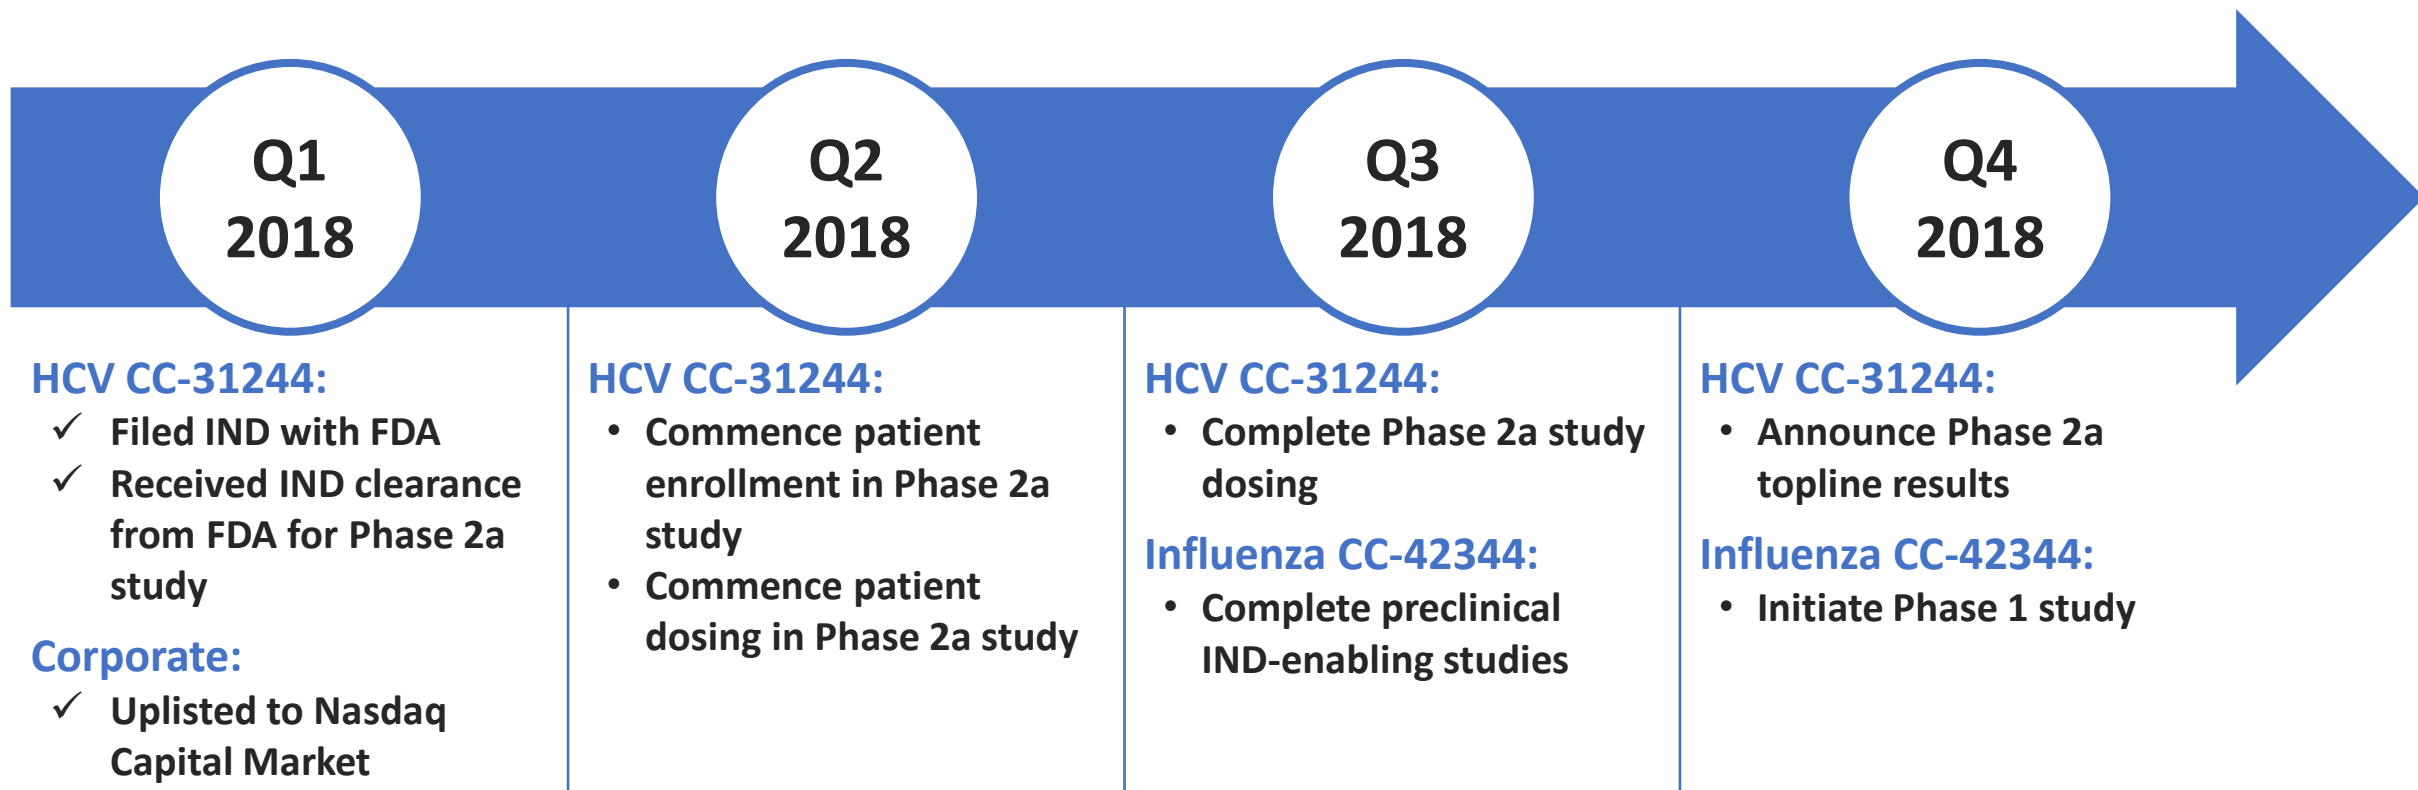 Q1
2018
Q2
2018
Q3
2018
Q4
2018
HCV CC-31244:
✓ Filed IND with FDA
✓ Received IND clearance
from FDA for Phase 2a
study
Corporate:
✓ Uplisted to Nasdaq
Capital Market
HCV CC-31244:
• Commence patient
enrollment in Phase 2a
study
• Commence patient
dosing in Phase 2a study
HCV CC-31244:
• Complete Phase 2a study
dosing
Influenza CC-42344:
• Complete preclinical
IND-enabling studies
HCV CC-31244:
• Announce Phase 2a
topline results
Influenza CC-42344:
• Initiate Phase 1 study